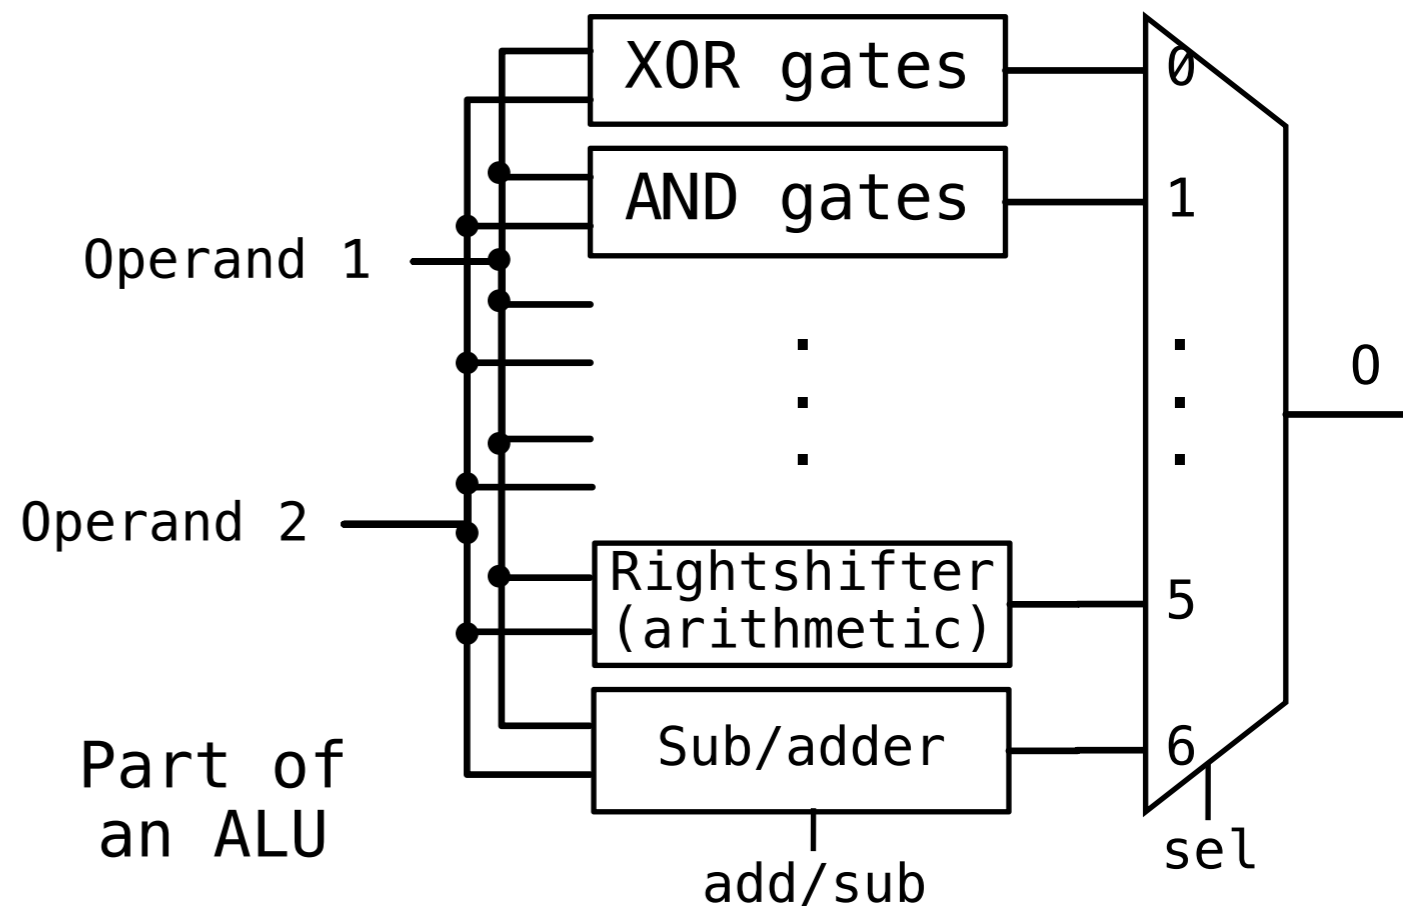 XOR gates
0
AND gates
1
Operand 1
.
.
.
.
.
.
O
Operand 2
Rightshifter
(arithmetic)
5
Sub/adder
6
Part of
an ALU
add/sub
sel